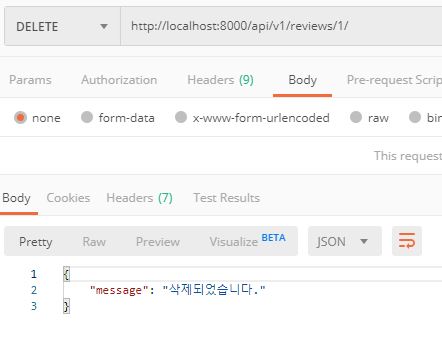 DELETE http://localhost:8000/api/v1/reviews/1/
Params Authorization Headers (9) Body Pre-request Scrip
none form-data x-www-form-urlencoded raw bin
This request
Body Cookies Headers (7) Test Results
Pretty Raw Preview Visualize BETA JSON
1 {
2 "message": "삭제되었습니다."
3 }